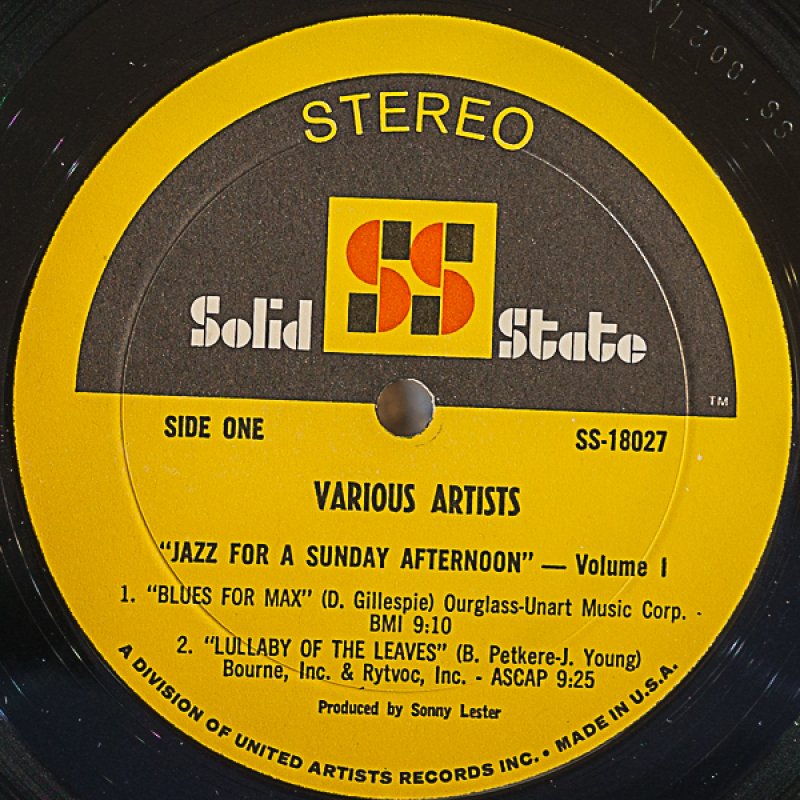 SS 18027 A
STEREO
SS
Solid State
TM
SIDE ONE
SS-18027
VARIOUS ARTISTS
"JAZZ FOR A SUNDAY AFTERNOON" — Volume I
1. "BLUES FOR MAX" (D. Gillespie) Ourglass-Unart Music Corp. -
BMI 9:10
2. "LULLABY OF THE LEAVES" (B. Petkere-J. Young)
Bourne, Inc. & Rytvoc, Inc. - ASCAP 9:25
Produced by Sonny Lester
A DIVISION OF UNITED ARTISTS RECORDS INC. • MADE IN U.S.A.